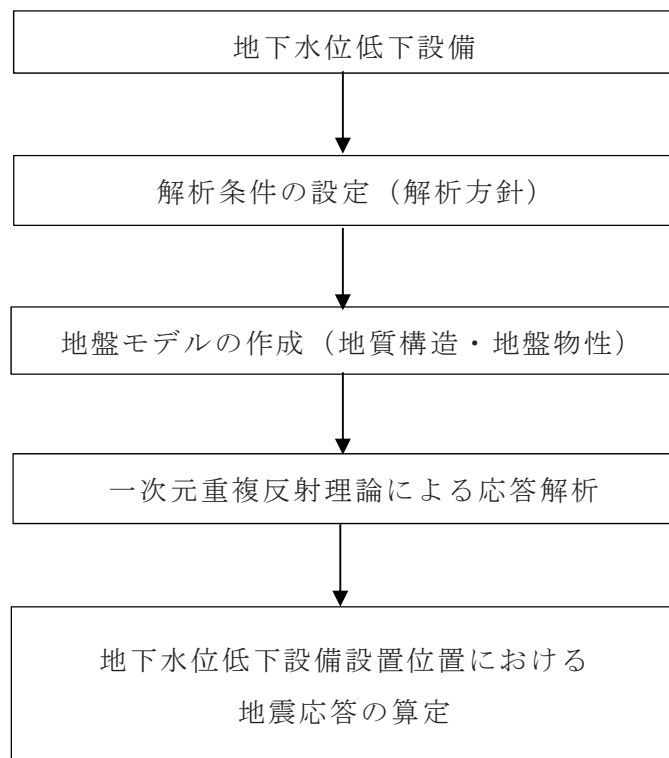 地下水位低下設備
解析条件の設定（解析方針）
地盤モデルの作成（地質構造・地盤物性）
一次元重複反射理論による応答解析
地下水位低下設備設置位置における
地震応答の算定